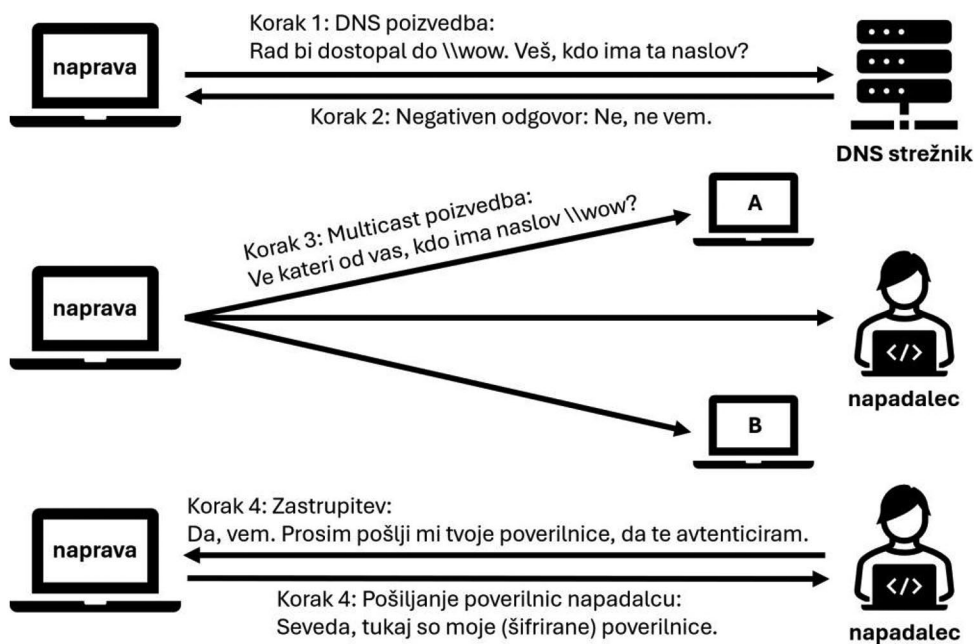 Korak 1: DNS poizvedba:
Rad bi dostopal do \\wow. Veš, kdo ima ta naslov?
naprava
Korak 2: Negativen odgovor: Ne, ne vem.
DNS strežnik
Korak 3: Multicast poizvedba:
Ve kateri od vas, kdo ima naslov \\wow?
A
naprava
</>
napadalec
B
Korak 4: Zastrupitev:
Da, vem. Prosim pošlji mi tvoje poverilnice, da te avtenticiram.
naprava
</>
Korak 4: Pošiljanje poverilnic napadalcu:
Seveda, tukaj so moje (šifrirane) poverilnice.
napadalec